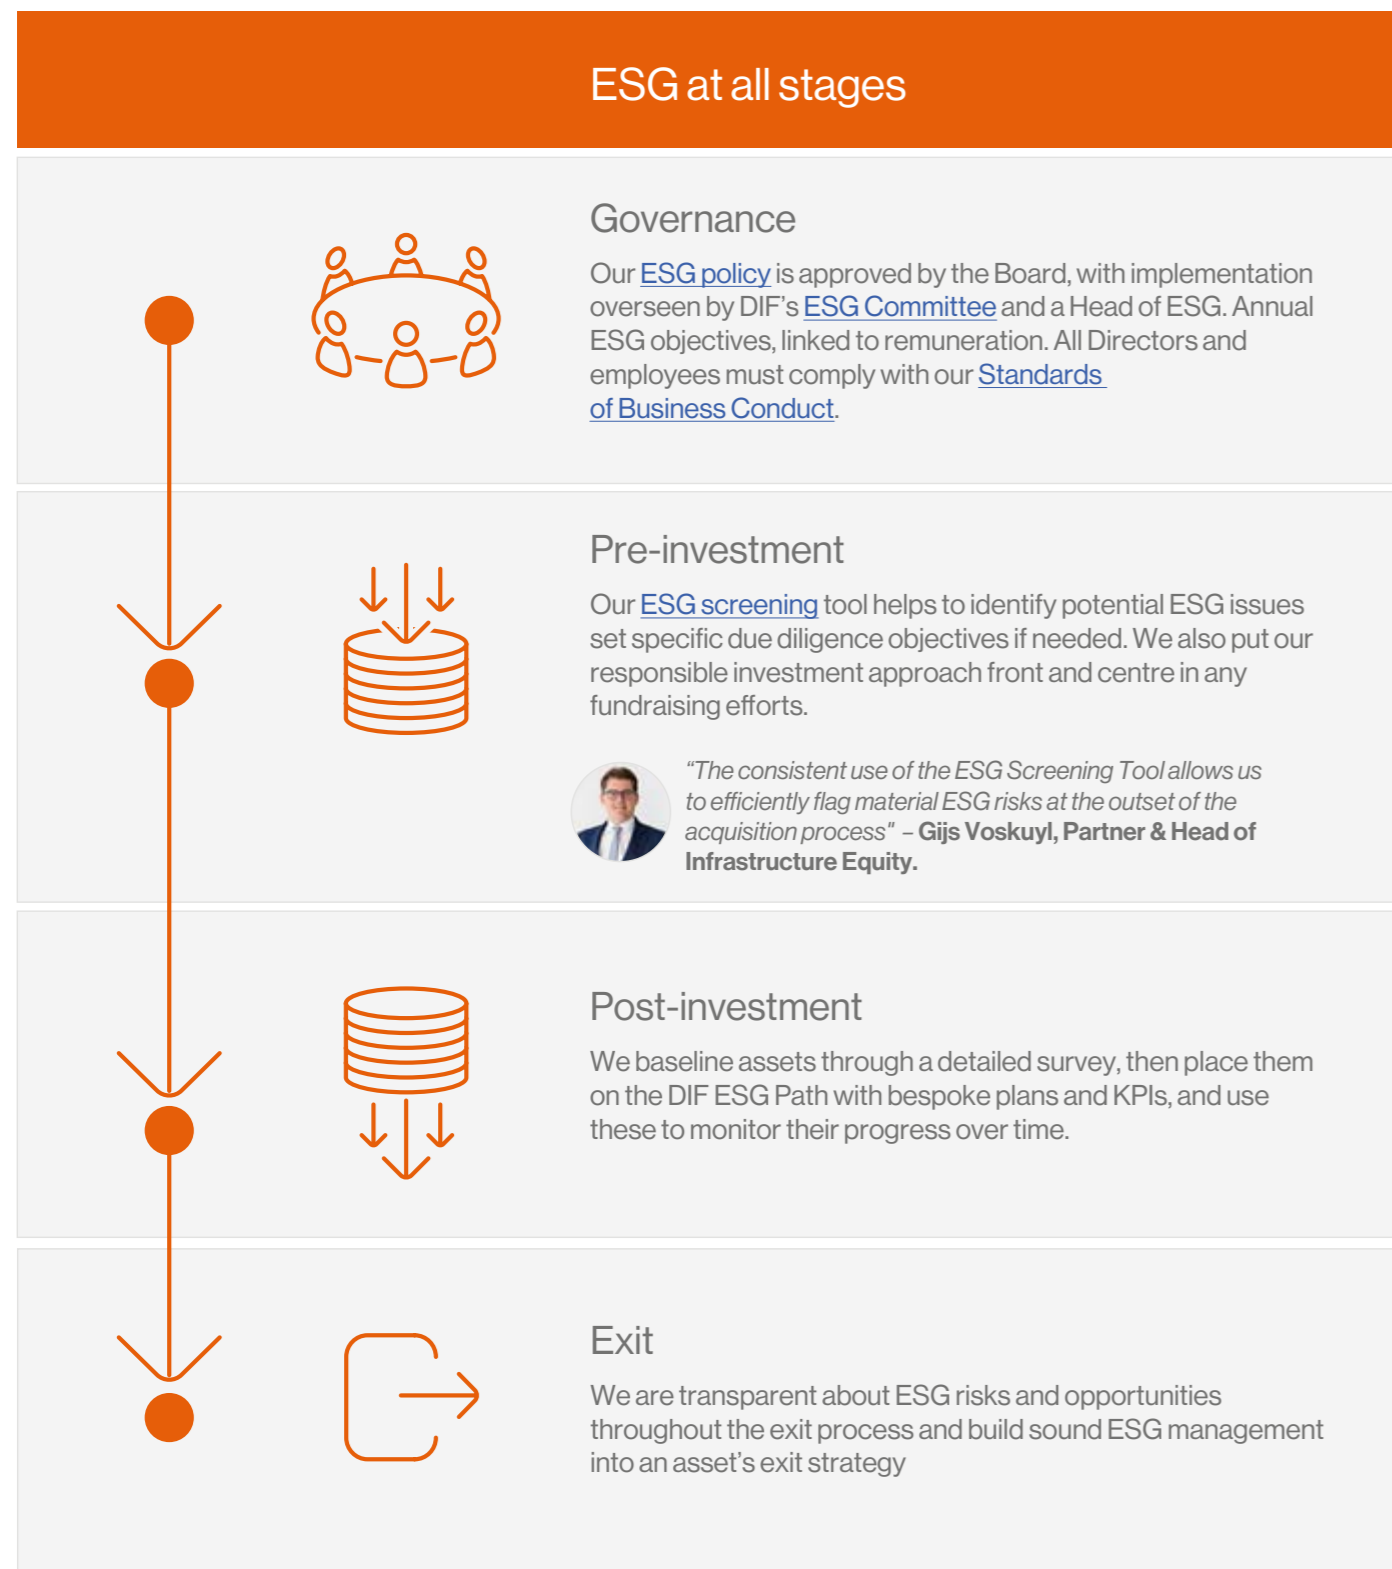 ESG at all stages
Governance
Our ESG policy is approved by the Board, with implementation
overseen by DIF’s ESG Committee and a Head of ESG. Annual
ESG objectives, linked to remuneration. All Directors and
employees must comply with our Standards
of Business Conduct.
Pre-investment
Our ESG screening tool helps to identify potential ESG issues
set specific due diligence objectives if needed. We also put our
responsible investment approach front and centre in any
fundraising efforts.
“The consistent use of the ESG Screening Tool allows us
to efficiently flag material ESG risks at the outset of the
acquisition process" – Gijs Voskuyl, Partner & Head of
Infrastructure Equity.
Post-investment
We baseline assets through a detailed survey, then place them
on the DIF ESG Path with bespoke plans and KPIs, and use
these to monitor their progress over time.
Exit
We are transparent about ESG risks and opportunities
throughout the exit process and build sound ESG management
into an asset’s exit strategy